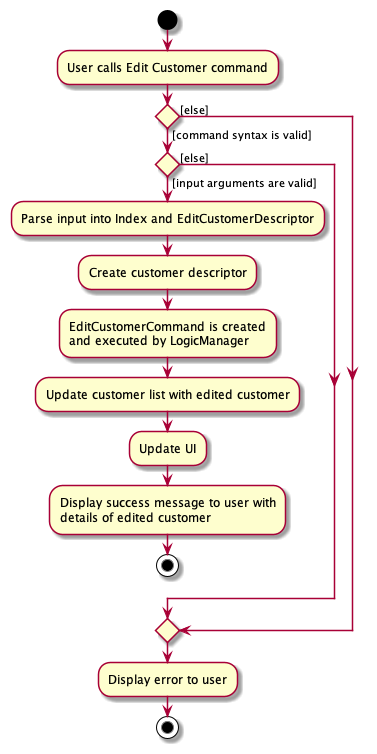 User calls Edit Customer command
[else]
[command syntax is valid]
[else]
[input arguments are valid]
Parse input into Index and EditCustomerDescriptor
Create customer descriptor
EditCustomerCommand is created
and executed by LogicManager
Update customer list with edited customer
Update UI
Display success message to user with
details of edited customer
Display error to user